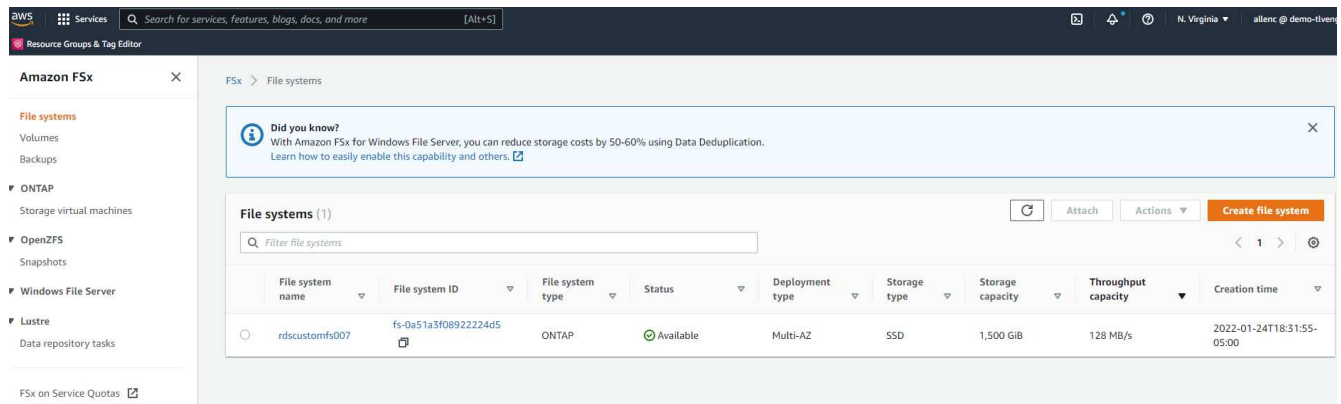 aws Services Search for services, features, blogs, docs, and more [Alt+S] N. Virginia ▼ allenc @ demo-tlveng
Resource Groups & Tag Editor
Amazon FSx
FSx > File systems
File systems
Volumes
Backups
ONTAP
Storage virtual machines
OpenZFS
Snapshots
Windows File Server
Lustre
Data repository tasks
FSx on Service Quotas
Did you know?
With Amazon FSx for Windows File Server, you can reduce storage costs by 50-60% using Data Deduplication.
Learn how to easily enable this capability and others.
File systems (1) Attach Actions ▼ Create file system
Filter file systems < 1 >
File system name File system ID File system type Status Deployment type Storage type Storage capacity Throughput capacity Creation time
rdscustomfs007 fs-0a51a3f08922224d5 ONTAP Available Multi-AZ SSD 1,500 GiB 128 MB/s 2022-01-24T18:31:55-05:00